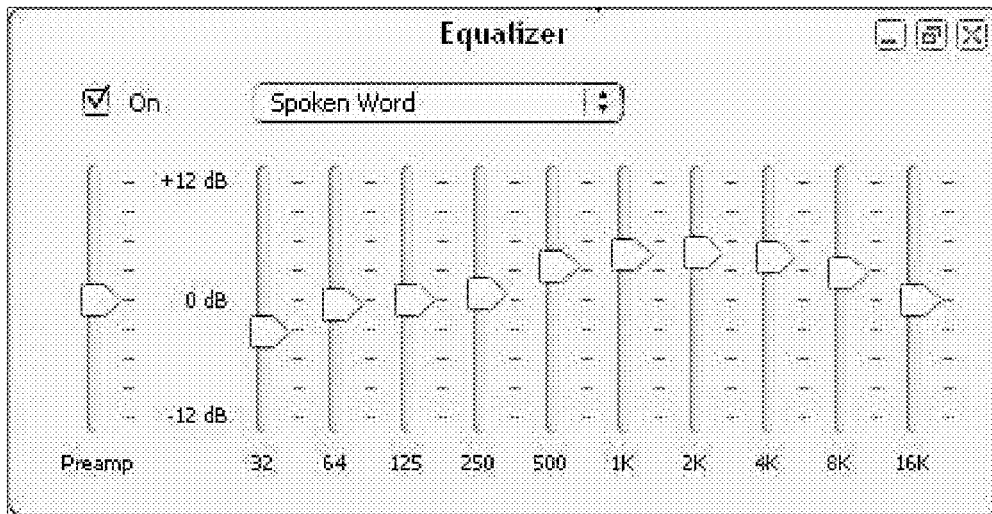 Equalizer
On
Spoken Word
+12 dB
0 dB
-12 dB
Preamp 32 64 125 250 500 1K 2K 4K 8K 16K